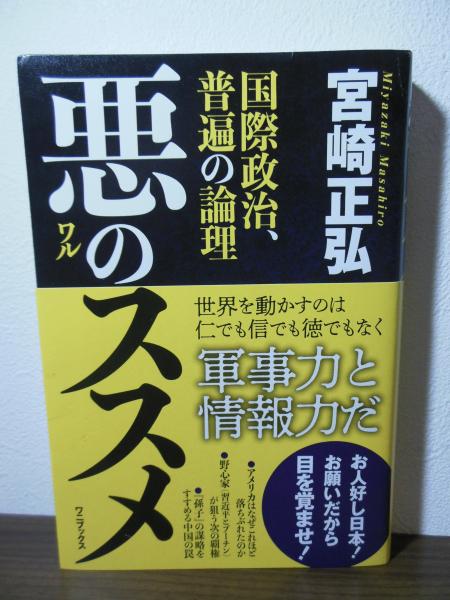 宮崎正弘
Miyazaki Masahiro
国際政治、
普遍の論理
悪のススメ
ワル
世界を動かすのは
仁でも信でも徳でもなく
軍事力と
情報力だ
お人好し日本!
お願いだから
目を覚ませ!
●アメリカはなぜこれほど
落ちぶれたのか
●野心家(習近平とプーチン)
が狙う次の覇権
●『孫子』の謀略を
すすめる中国の罠
ワニブックス